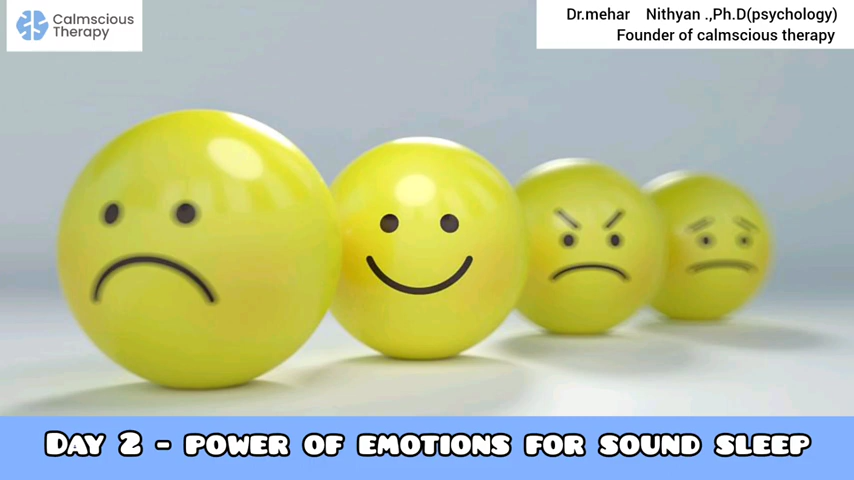 Calmscious
Therapy
Dr.mehar Nithyan .,Ph.D(psychology)
Founder of calmscious therapy
DAY 2 - POWER OF EMOTIONS FOR SOUND SLEEP